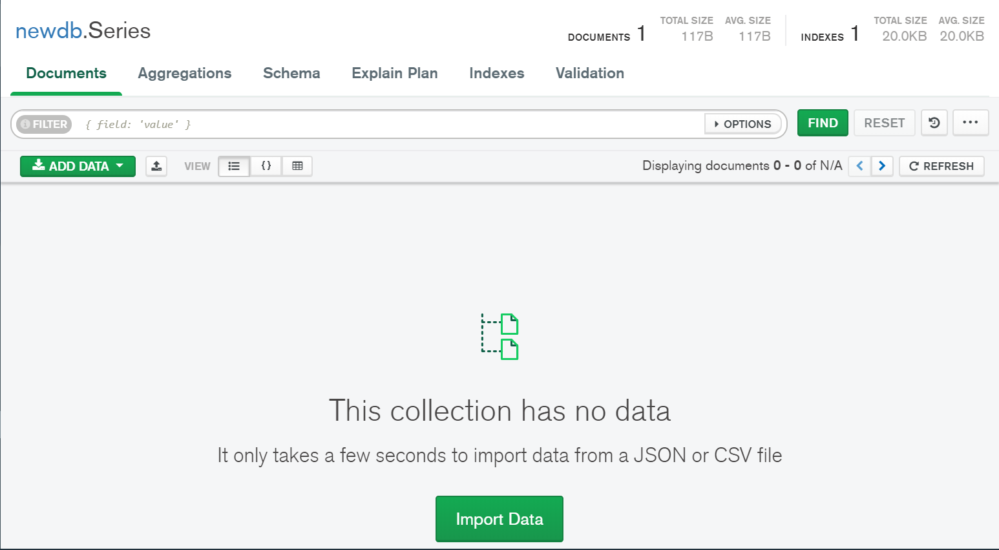 newdb.Series
DOCUMENTS 1 TOTAL SIZE 117B AVG. SIZE 117B INDEXES 1 TOTAL SIZE 20.0KB AVG. SIZE 20.0KB
Documents Aggregations Schema Explain Plan Indexes Validation
FILTER { field: 'value' } OPTIONS FIND RESET ...
ADD DATA VIEW {} Displaying documents 0 - 0 of N/A < > REFRESH
This collection has no data
It only takes a few seconds to import data from a JSON or CSV file
Import Data